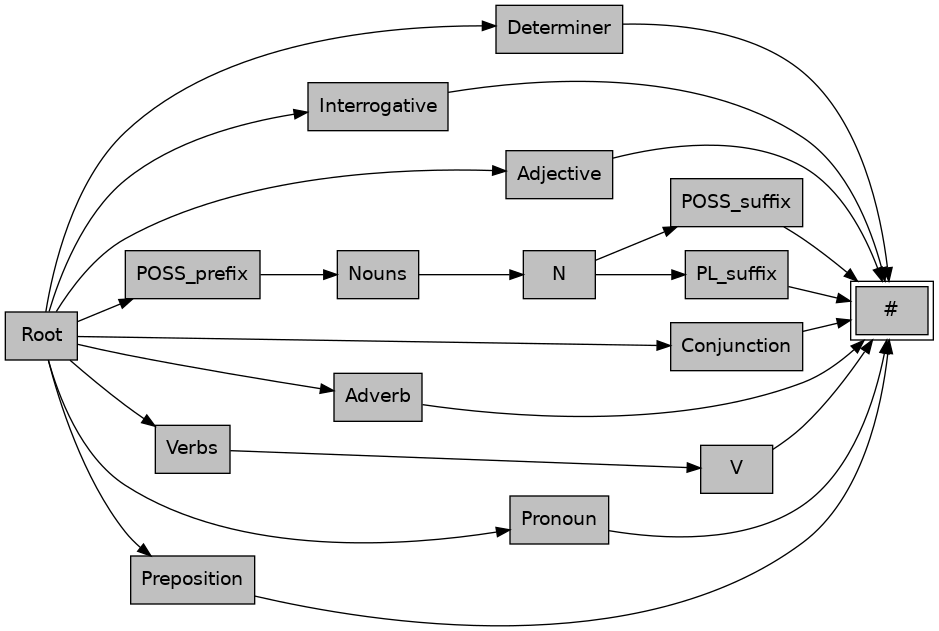 Determiner
Interrogative
Adjective
POSS_suffix
POSS_prefix
Nouns
N
PL_suffix
#
Root
Conjunction
Adverb
Verbs
V
Pronoun
Preposition